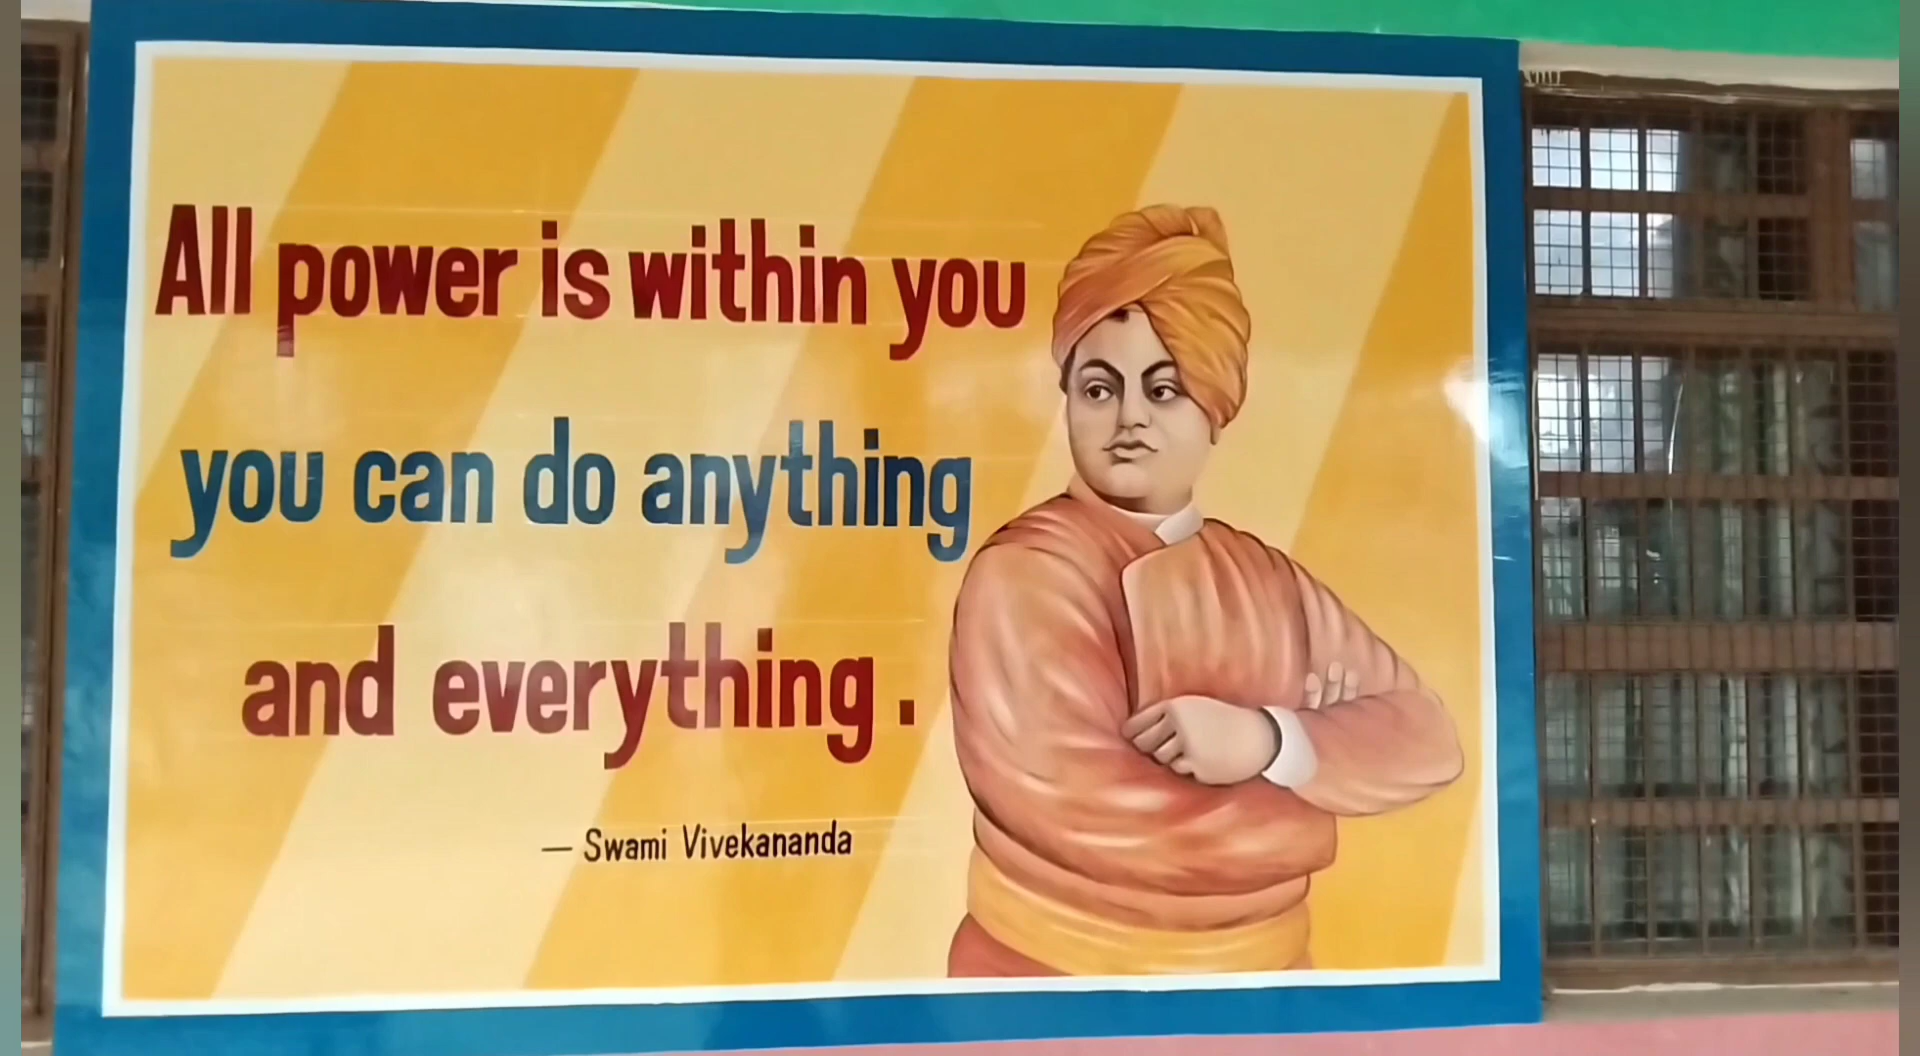 All power is within you
you can do anything
and everything .
— Swami Vivekananda